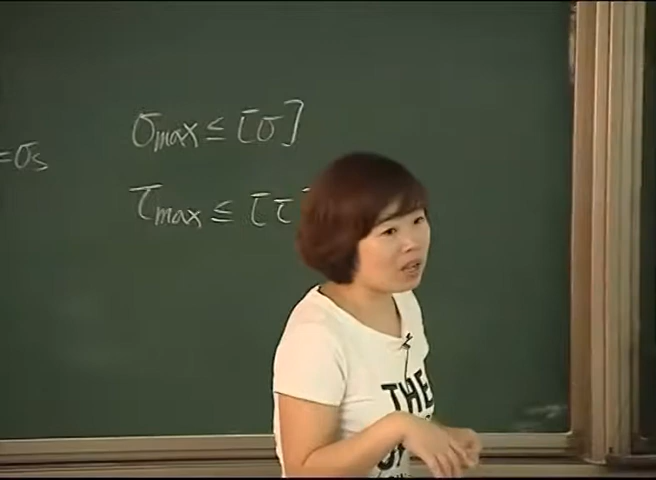 σmax ≤ [σ]
=σs
τmax ≤ [τ
THE